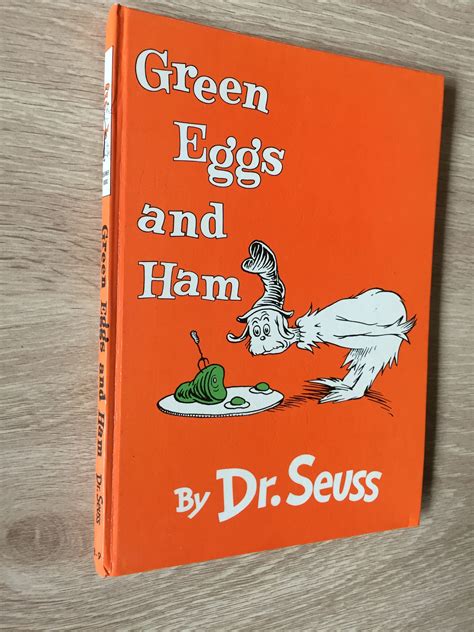 Green
Eggs
and
Ham
By Dr. Seuss
Green Eggs and Ham Dr. Seuss